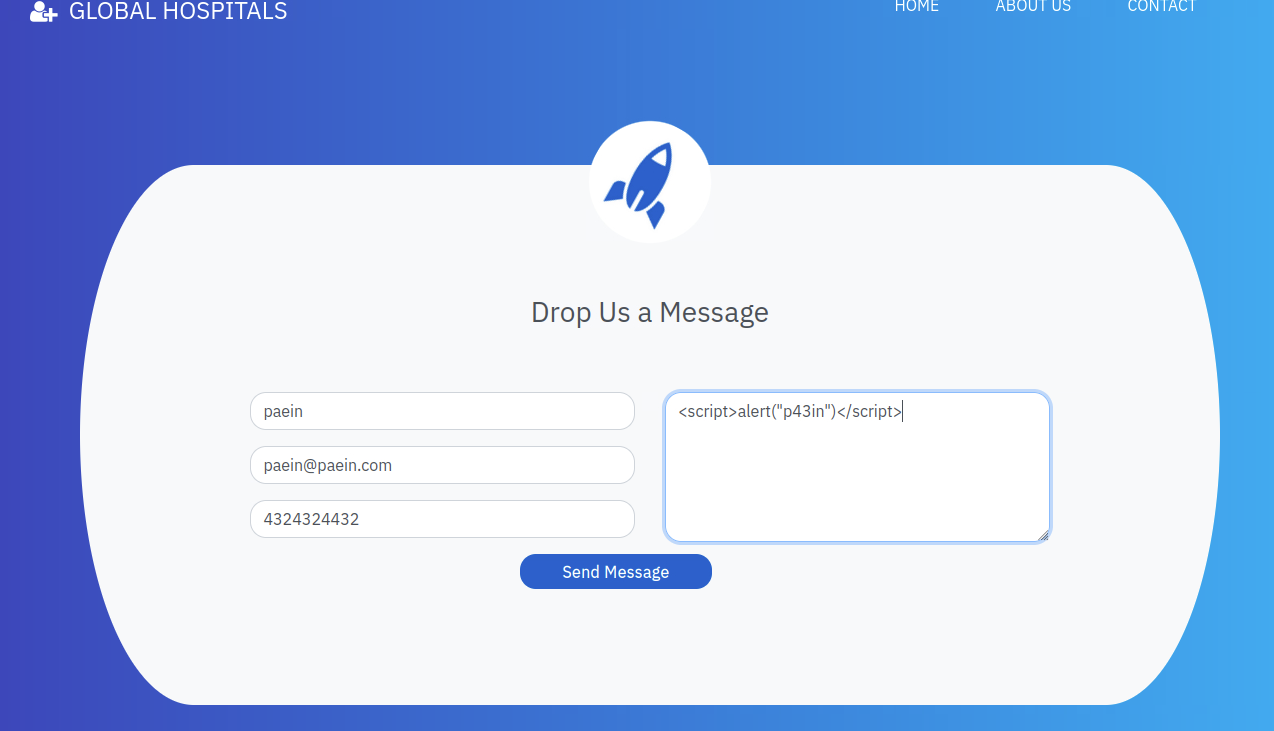 GLOBAL HOSPITALS
HOME ABOUT US CONTACT
Drop Us a Message
paein
paein@paein.com
4324324432
<script>alert("p43in")</script>
Send Message